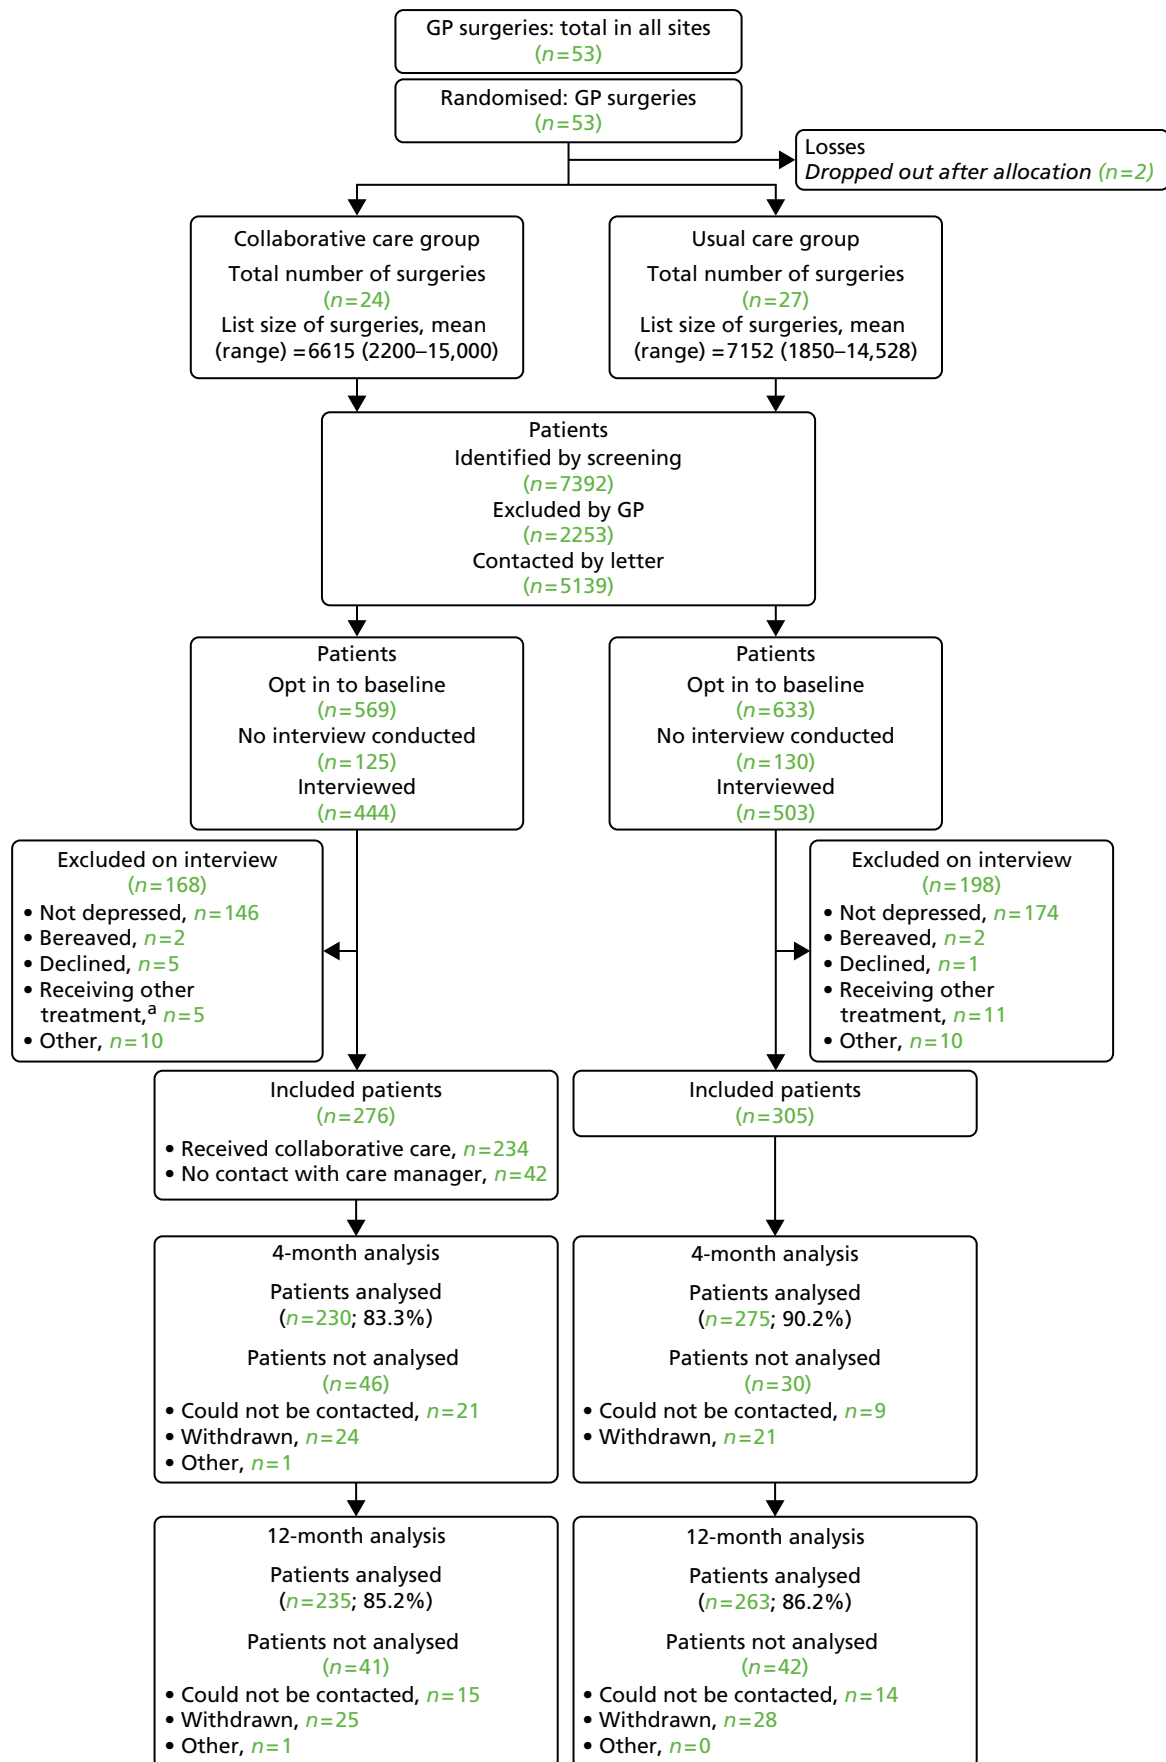 GP surgeries: total in all sites
(n=53)
Randomised: GP surgeries
(n=53)
Losses
Dropped out after allocation (n=2)
Collaborative care group
Total number of surgeries
(n=24)
List size of surgeries, mean
(range) = 6615 (2200–15,000)
Usual care group
Total number of surgeries
(n=27)
List size of surgeries, mean
(range) = 7152 (1850–14,528)
Patients
Identified by screening
(n=7392)
Excluded by GP
(n=2253)
Contacted by letter
(n=5139)
Patients
Opt in to baseline
(n=569)
No interview conducted
(n=125)
Interviewed
(n=444)
Patients
Opt in to baseline
(n=633)
No interview conducted
(n=130)
Interviewed
(n=503)
Excluded on interview
(n=168)
• Not depressed, n=146
• Bereaved, n=2
• Declined, n=5
• Receiving other
treatment,ᵃ n=5
• Other, n=10
Excluded on interview
(n=198)
• Not depressed, n=174
• Bereaved, n=2
• Declined, n=1
• Receiving other
treatment, n=11
• Other, n=10
Included patients
(n=276)
• Received collaborative care, n=234
• No contact with care manager, n=42
Included patients
(n=305)
4-month analysis
Patients analysed
(n=230; 83.3%)
Patients not analysed
(n=46)
• Could not be contacted, n=21
• Withdrawn, n=24
• Other, n=1
4-month analysis
Patients analysed
(n=275; 90.2%)
Patients not analysed
(n=30)
• Could not be contacted, n=9
• Withdrawn, n=21
12-month analysis
Patients analysed
(n=235; 85.2%)
Patients not analysed
(n=41)
• Could not be contacted, n=15
• Withdrawn, n=25
• Other, n=1
12-month analysis
Patients analysed
(n=263; 86.2%)
Patients not analysed
(n=42)
• Could not be contacted, n=14
• Withdrawn, n=28
• Other, n=0